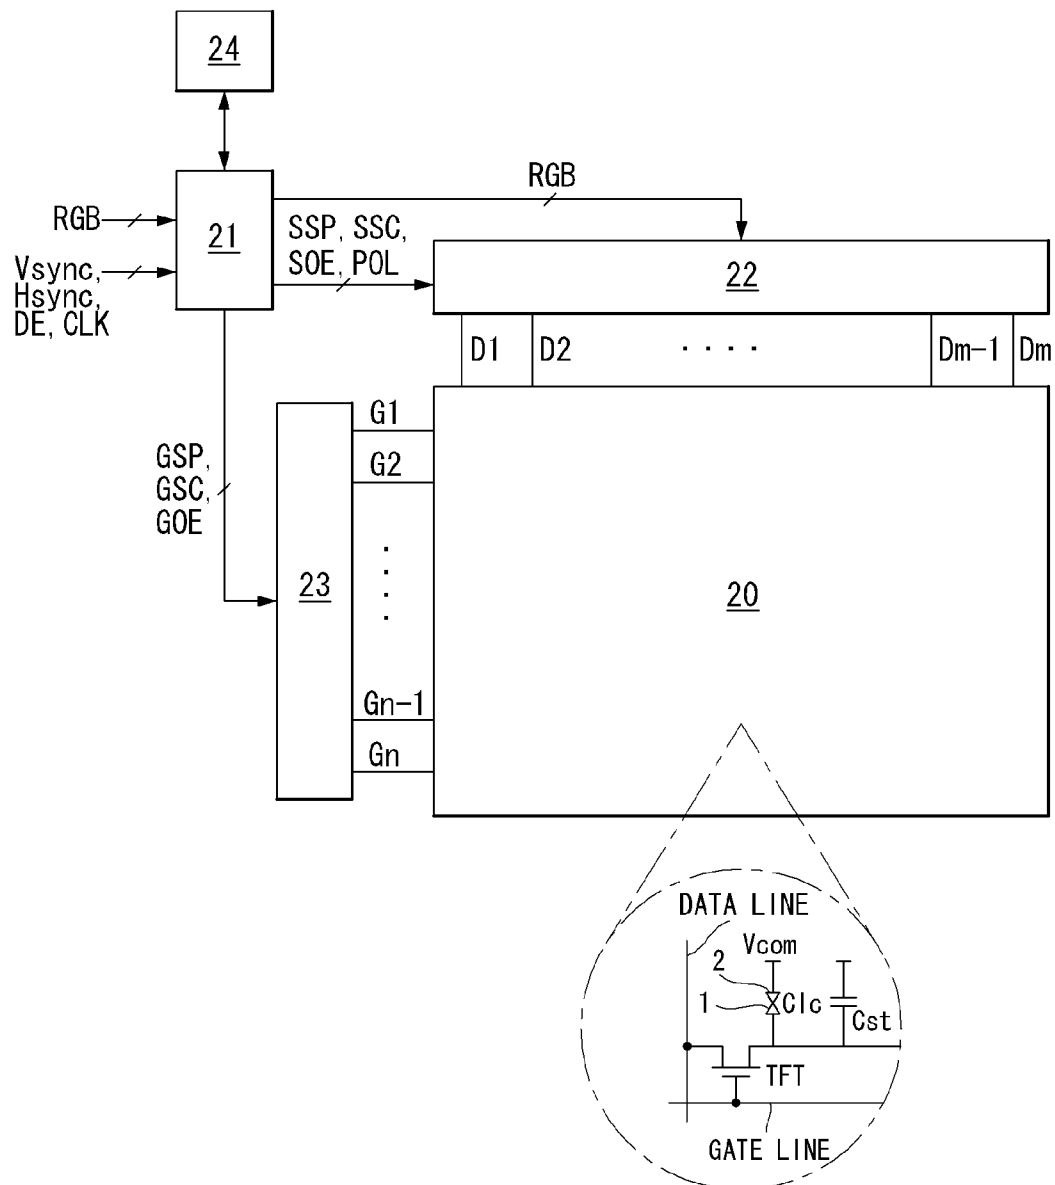 24
RGB
RGB
21
SSP, SSC,
SOE, POL
Vsync,
Hsync,
DE, CLK
22
D1
D2
· · · ·
Dm-1
Dm
G1
G2
GSP,
GSC,
GOE
23
20
Gn-1
Gn
DATA LINE
Vcom
2
1
Clc
Cst
TFT
GATE LINE